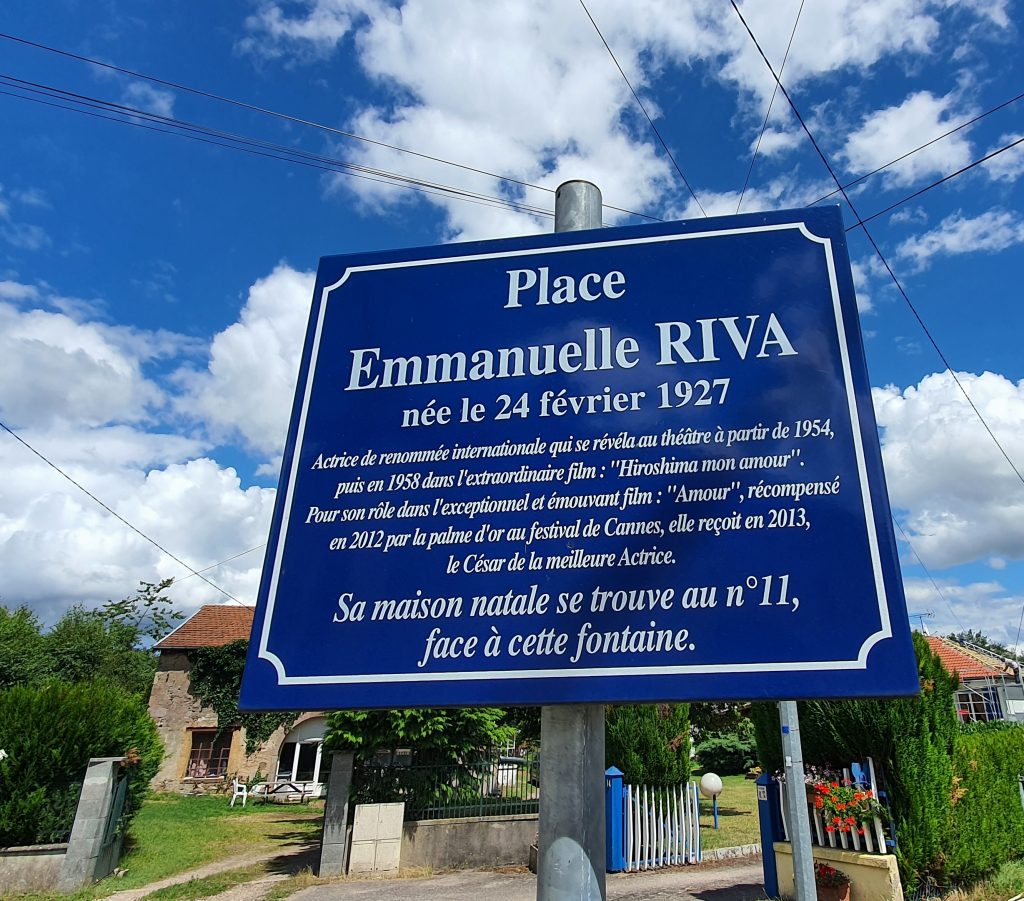 Place
Emmanuelle RIVA
née le 24 février 1927
Actrice de renommée internationale qui se révéla au théâtre à partir de 1954,
puis en 1958 dans l'extraordinaire film : "Hiroshima mon amour".
Pour son rôle dans l'exceptionnel et émouvant film : "Amour", récompensé
en 2012 par la palme d'or au festival de Cannes, elle reçoit en 2013,
le César de la meilleure Actrice.
Sa maison natale se trouve au n°11,
face à cette fontaine.